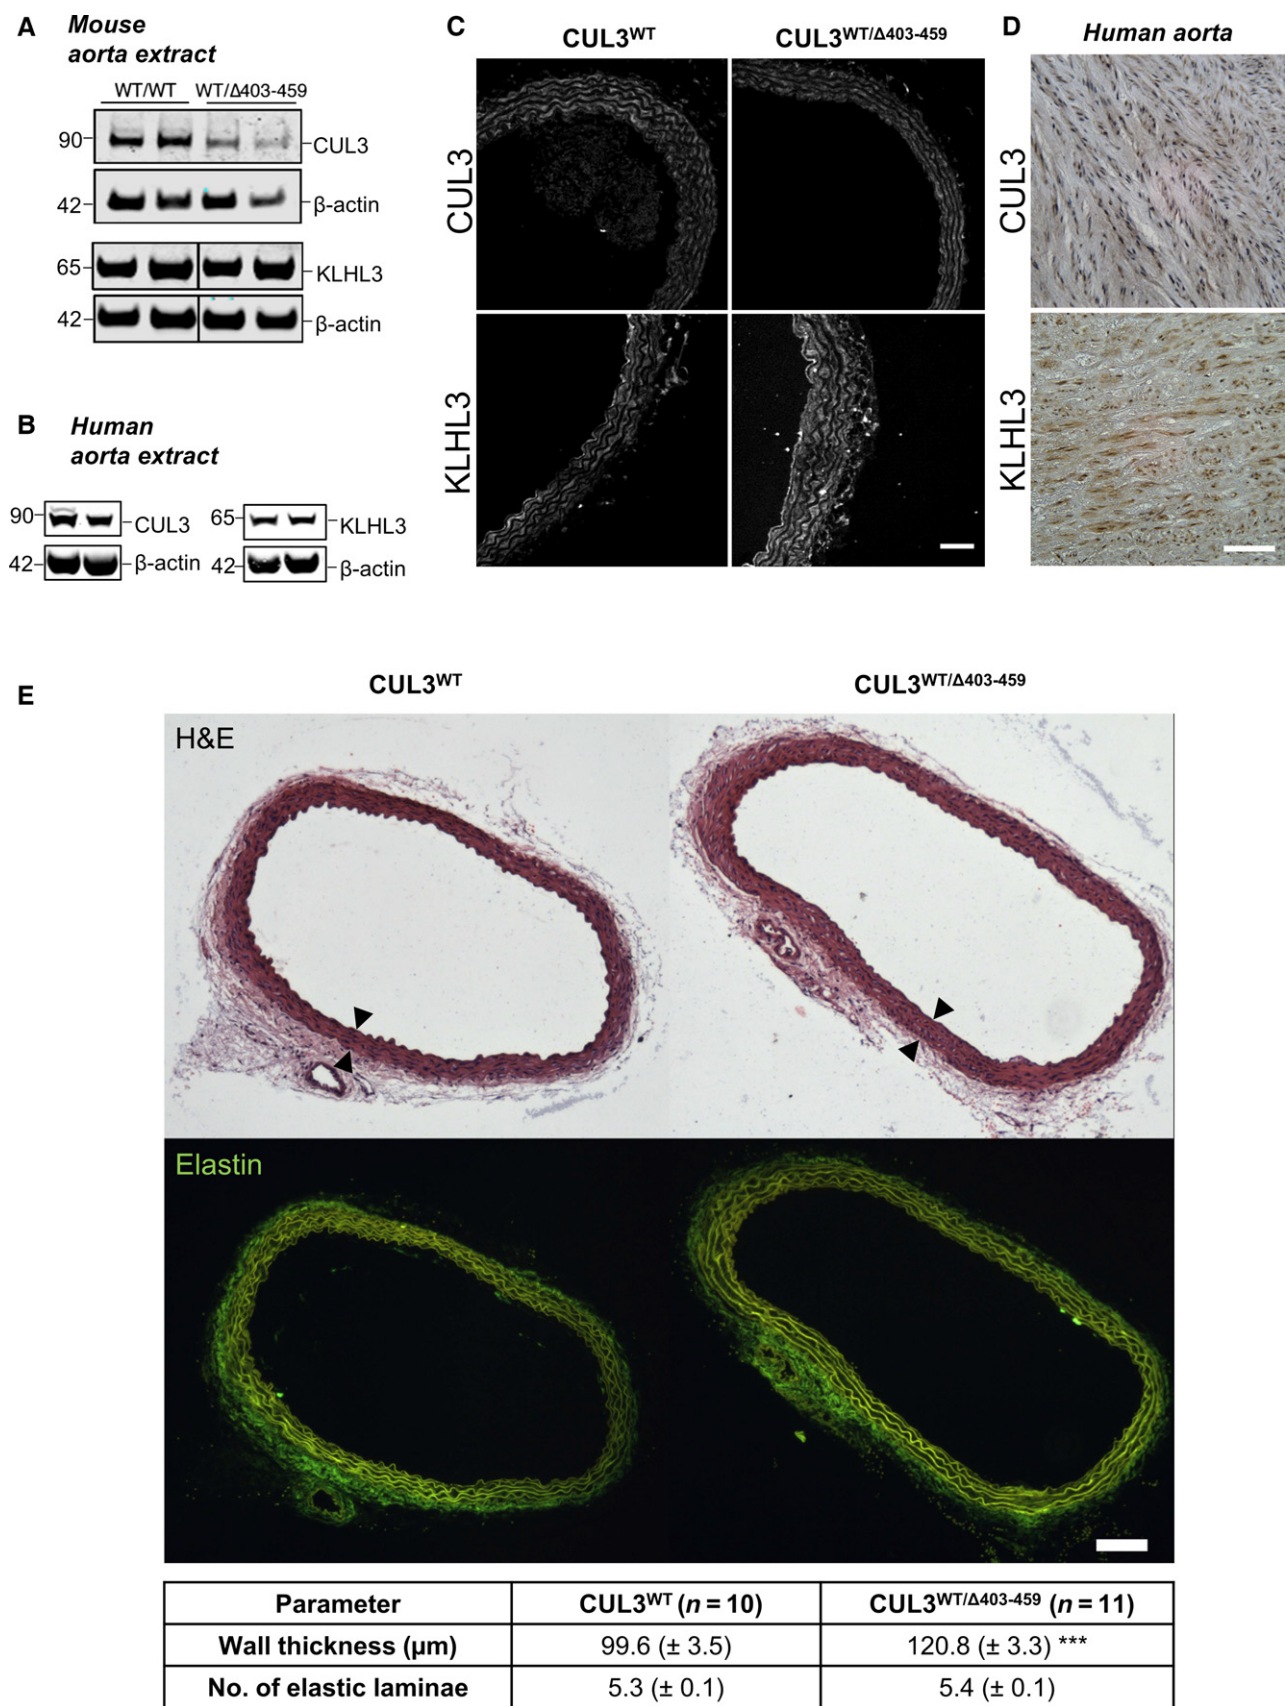 A
Mouse
aorta extract
WT/WT WT/Δ403-459
90 CUL3
42 β-actin
65 KLHL3
42 β-actin
B
Human
aorta extract
90 CUL3
42 β-actin
65 KLHL3
42 β-actin
C
CUL3WT CUL3WT/Δ403-459
CUL3
KLHL3
D
Human aorta
CUL3
KLHL3
E
CUL3WT CUL3WT/Δ403-459
H&E
Elastin
Parameter CUL3WT (n = 10) CUL3WT/Δ403-459 (n = 11)
Wall thickness (µm) 99.6 (± 3.5) 120.8 (± 3.3) ***
No. of elastic laminae 5.3 (± 0.1) 5.4 (± 0.1)